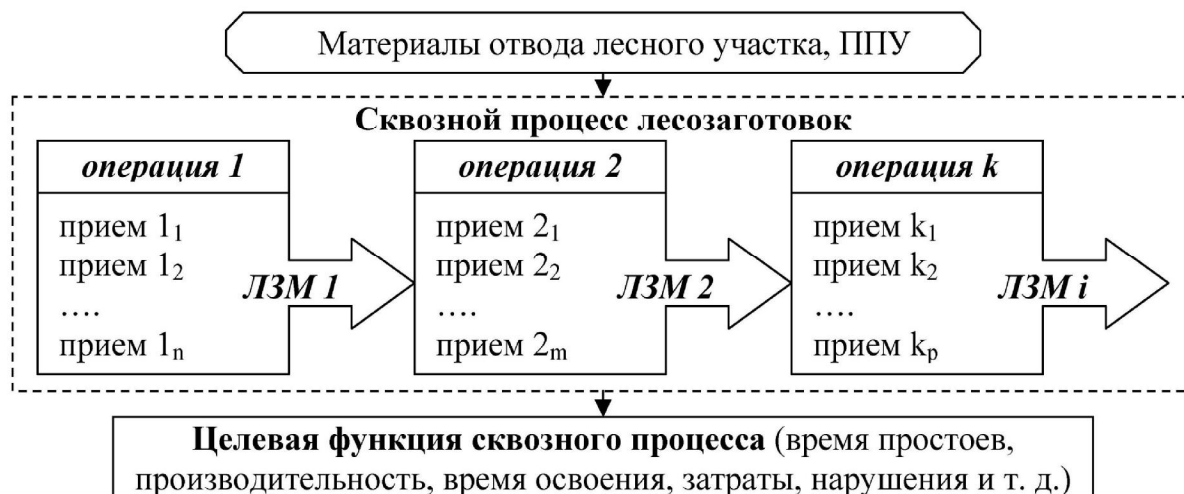 Материалы отвода лесного участка, ППУ
Сквозной процесс лесозаготовок
операция 1
прием 1₁
прием 1₂
….
прием 1ₙ
ЛЗМ 1
операция 2
прием 2₁
прием 2₂
….
прием 2ₘ
ЛЗМ 2
операция k
прием k₁
прием k₂
….
прием kₚ
ЛЗМ i
Целевая функция сквозного процесса (время простоев,
производительность, время освоения, затраты, нарушения и т. д.)